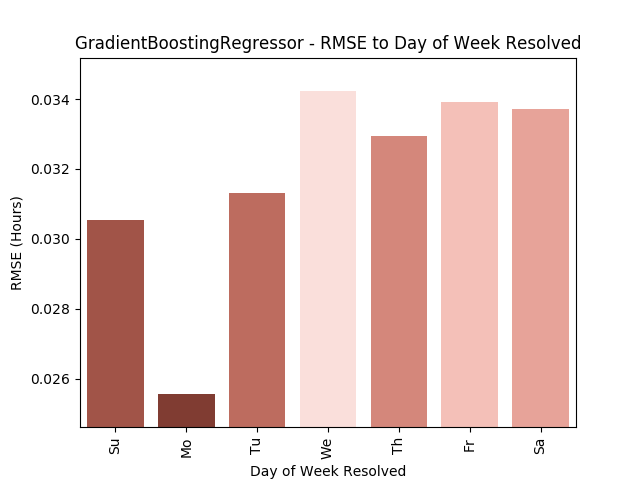 GradientBoostingRegressor - RMSE to Day of Week Resolved
0.034
0.032
0.030
0.028
0.026
RMSE (Hours)
Su Mo Tu We Th Fr Sa
Day of Week Resolved